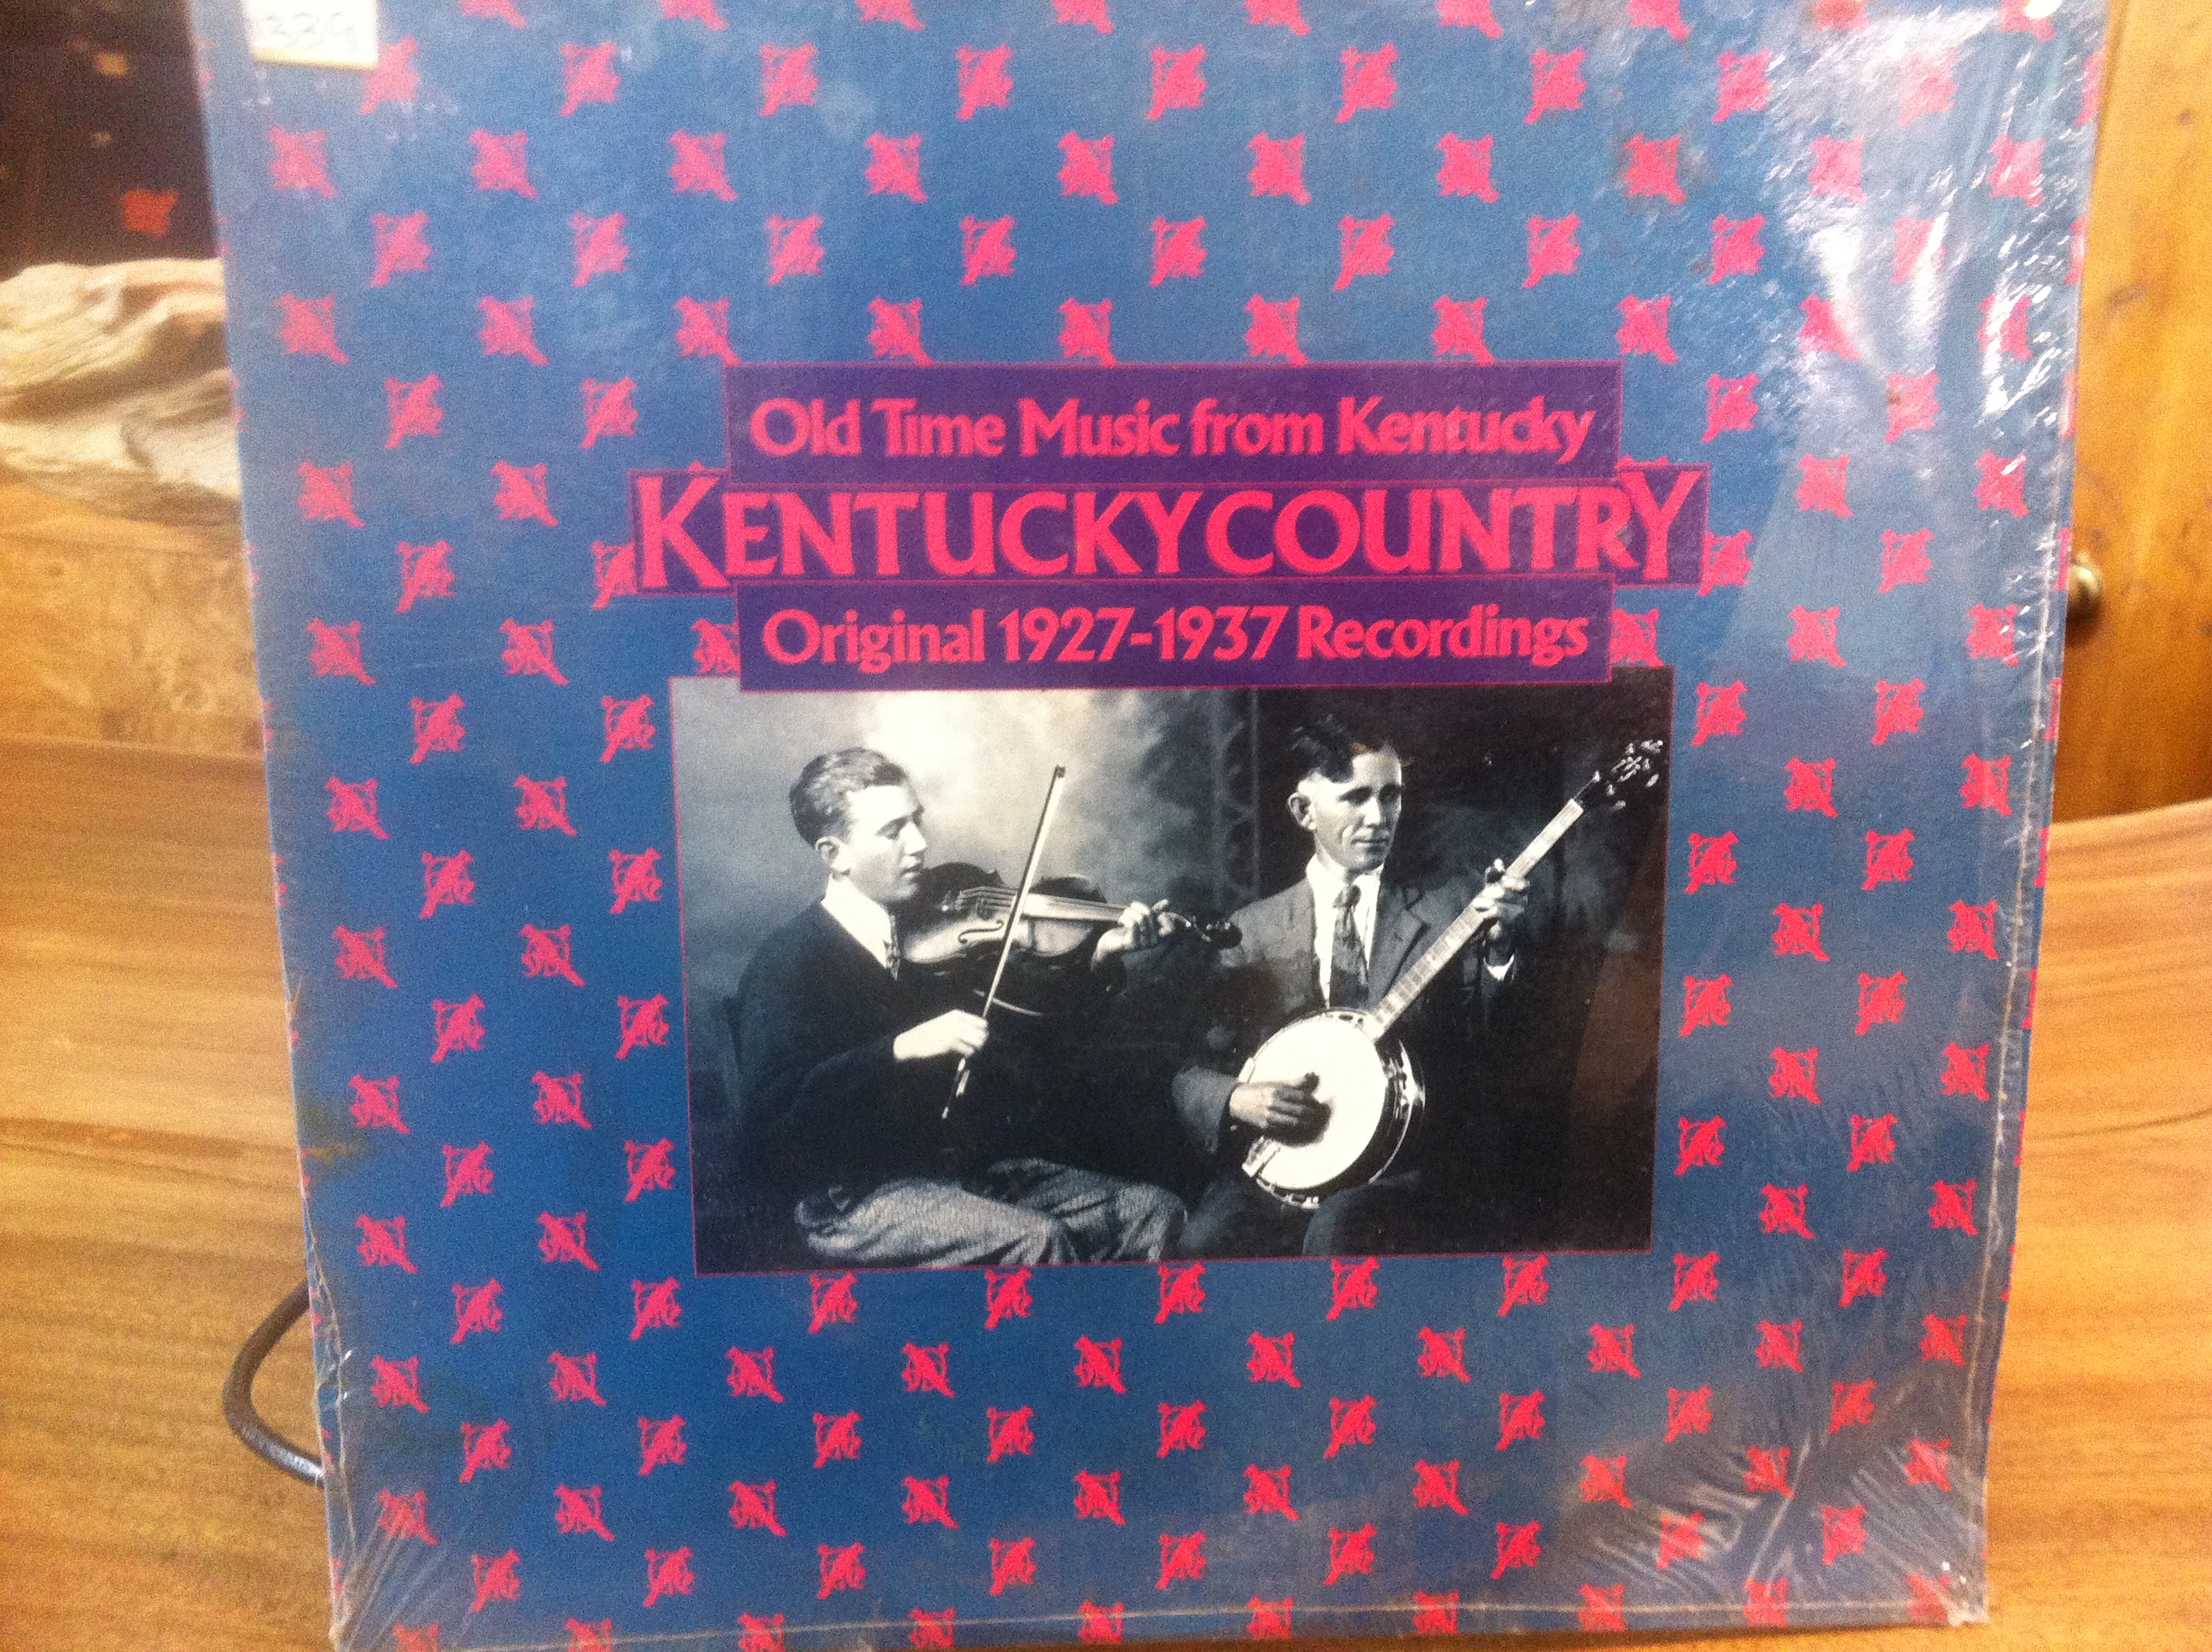 Old Time Music from Kentucky
KENTUCKY COUNTRY
Original 1927-1937 Recordings